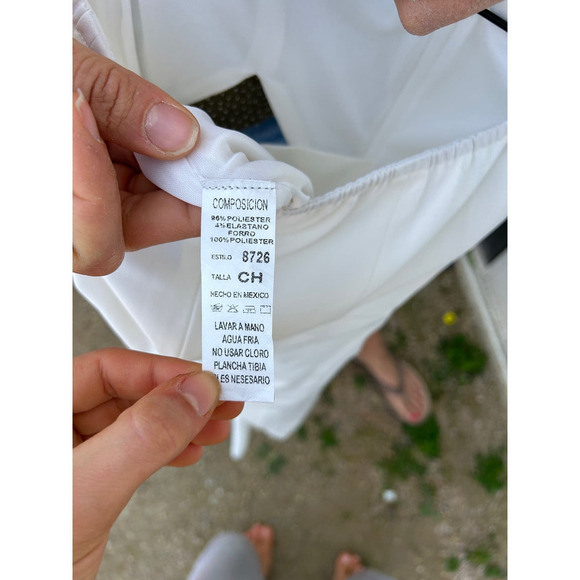 COMPOSICION
96% POLIESTER
4% ELASTANO
FORRO
100% POLIESTER
ESTILO 8726
TALLA CH
HECHO EN MEXICO
LAVAR A MANO
AGUA FRIA
NO USAR CLORO
PLANCHA TIBIA
ES NESESARIO